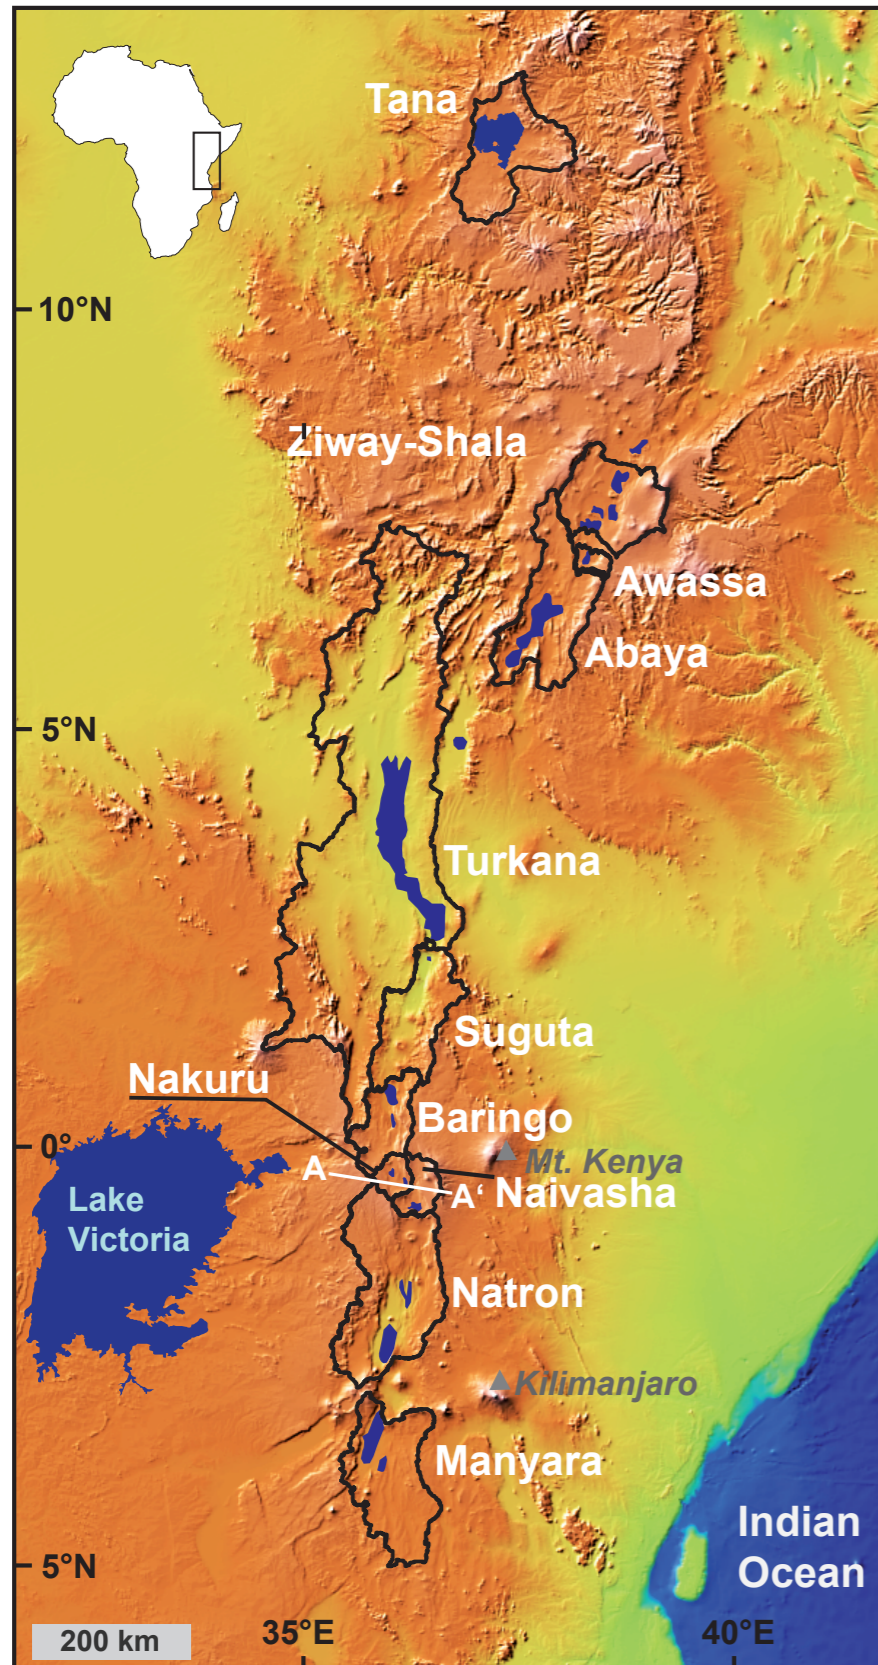 Tana
10°N
Ziway-Shala
Awassa
Abaya
5°N
Turkana
Suguta
Nakuru
Baringo
0°
Mt. Kenya
A
A‘
Naivasha
Lake
Victoria
Natron
Kilimanjaro
Manyara
Indian
Ocean
5°N
200 km
35°E
40°E